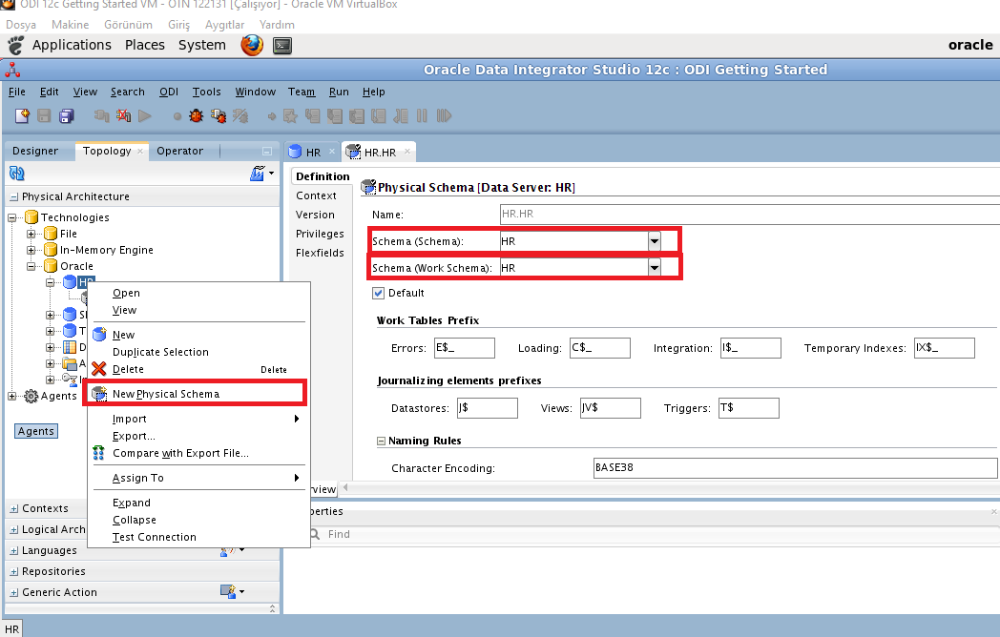 ODI 12c Getting Started VM - OTN 122131 [Çalışıyor] - Oracle VM VirtualBox
Dosya Makine Görünüm Giriş Aygıtlar Yardım
Applications Places System oracle
Oracle Data Integrator Studio 12c : ODI Getting Started
File Edit View Search ODI Tools Window Team Run Help
Designer Topology Operator HR HR.HR
Physical Architecture
Technologies
File
In-Memory Engine
Oracle
HR
Agents
Agents
Open
View
New
Duplicate Selection
Delete Delete
New Physical Schema
Import
Export...
Compare with Export File...
Assign To
Expand
Collapse
Test Connection
Contexts
Logical Arch
Languages
Repositories
Generic Action
HR
Definition
Context
Version
Privileges
Flexfields
Physical Schema [Data Server: HR]
Name: HR.HR
Schema (Schema): HR
Schema (Work Schema): HR
Default
Work Tables Prefix
Errors: E$_ Loading: C$_ Integration: I$_ Temporary Indexes: IX$_
Journalizing elements prefixes
Datastores: J$ Views: JV$ Triggers: T$
Naming Rules
Character Encoding: BASE38
rview
perties
Find